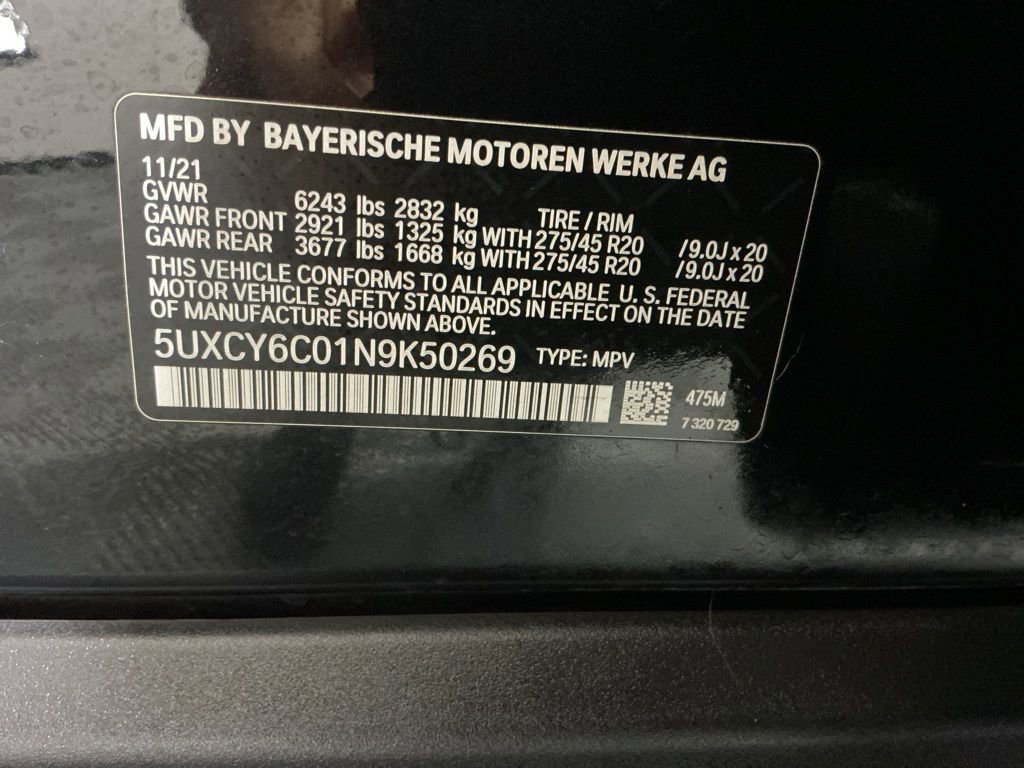 MFD BY BAYERISCHE MOTOREN WERKE AG
11/21
GVWR 6243 lbs 2832 kg TIRE / RIM
GAWR FRONT 2921 lbs 1325 kg WITH 275/45 R20 /9.0J x 20
GAWR REAR 3677 lbs 1668 kg WITH 275/45 R20 /9.0J x 20
THIS VEHICLE CONFORMS TO ALL APPLICABLE U. S. FEDERAL
MOTOR VEHICLE SAFETY STANDARDS IN EFFECT ON THE DATE
OF MANUFACTURE SHOWN ABOVE.
5UXCY6C01N9K50269 TYPE: MPV
475M
7 320 729